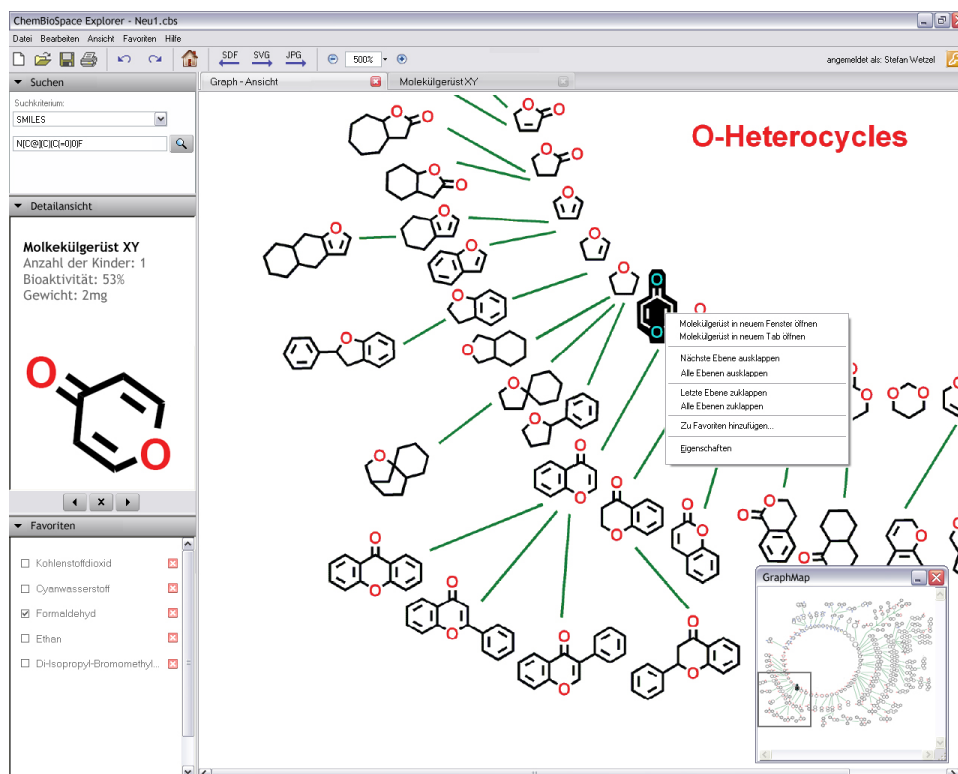 ChemBioSpace Explorer - Neu1.cbs
Datei Bearbeiten Ansicht Favoriten Hilfe
SDF SVG JPG 500% angemeldet als: Stefan Wetzel
Suchen
Graph - Ansicht
Molekülgerüst XY
Suchkriterium:
SMILES
N[C@](C)(C(=O)O)F
Detailansicht
Molkekülgerüst XY
Anzahl der Kinder: 1
Bioaktivität: 53%
Gewicht: 2mg
O
O
x
Favoriten
Kohlenstoffdioxid
Cyanwasserstoff
Formaldehyd
Ethan
Di-Isopropyl-Bromomethyl...
O-Heterocycles
Molekülgerüst in neuem Fenster öffnen
Molekülgerüst in neuem Tab öffnen
Nächste Ebene ausklappen
Alle Ebenen ausklappen
Letzte Ebene zuklappen
Alle Ebenen zuklappen
Zu Favoriten hinzufügen...
Eigenschaften
GraphMap